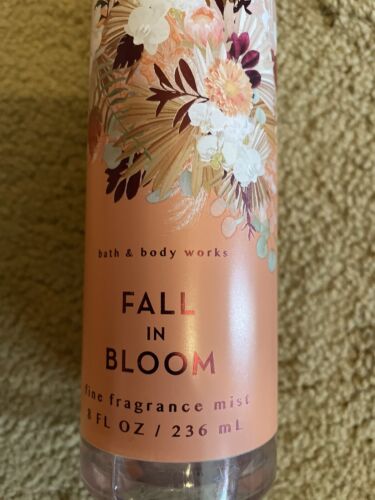 bath & body works
FALL
IN
BLOOM
fine fragrance mist
8 FL OZ / 236 mL